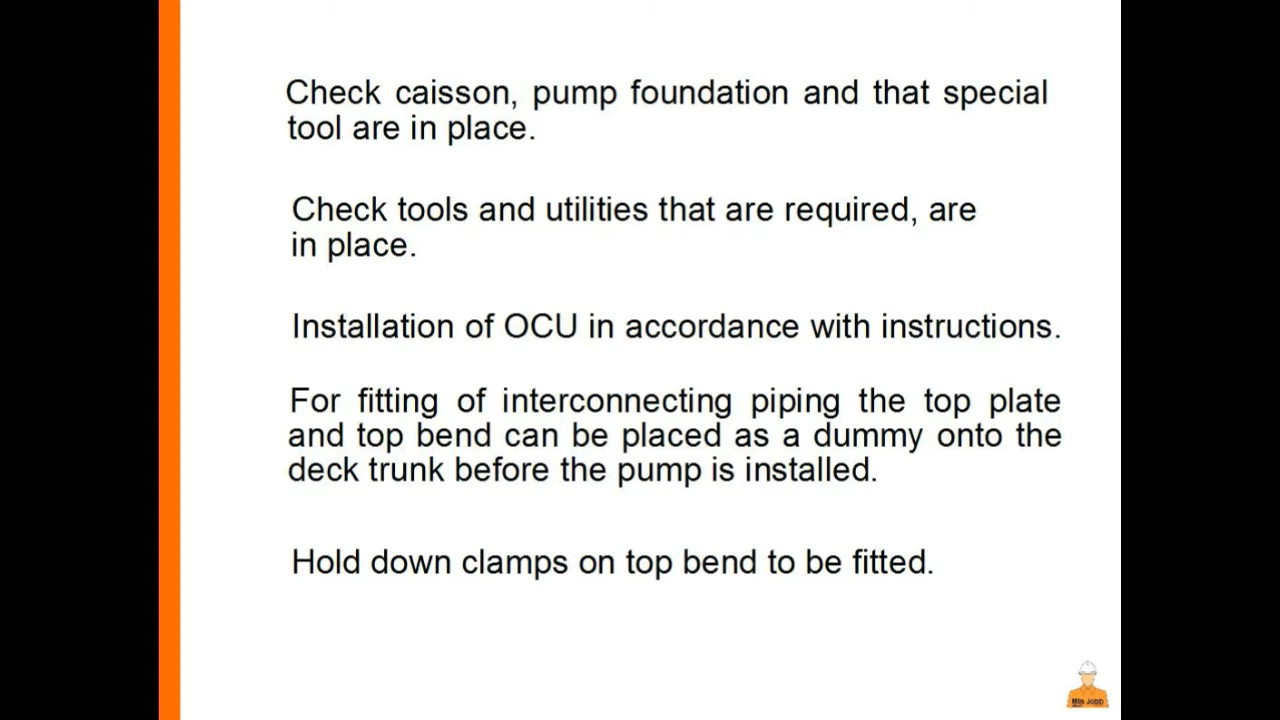 Check caisson, pump foundation and that special
tool are in place.
Check tools and utilities that are required, are
in place.
Installation of OCU in accordance with instructions.
For fitting of interconnecting piping the top plate
and top bend can be placed as a dummy onto the
deck trunk before the pump is installed.
Hold down clamps on top bend to be fitted.
Min Jobb